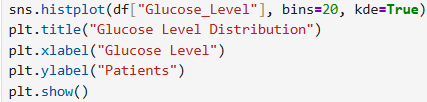 sns.histplot(df["Glucose_Level"], bins=20, kde=True)
plt.title("Glucose Level Distribution")
plt.xlabel("Glucose Level")
plt.ylabel("Patients")
plt.show()